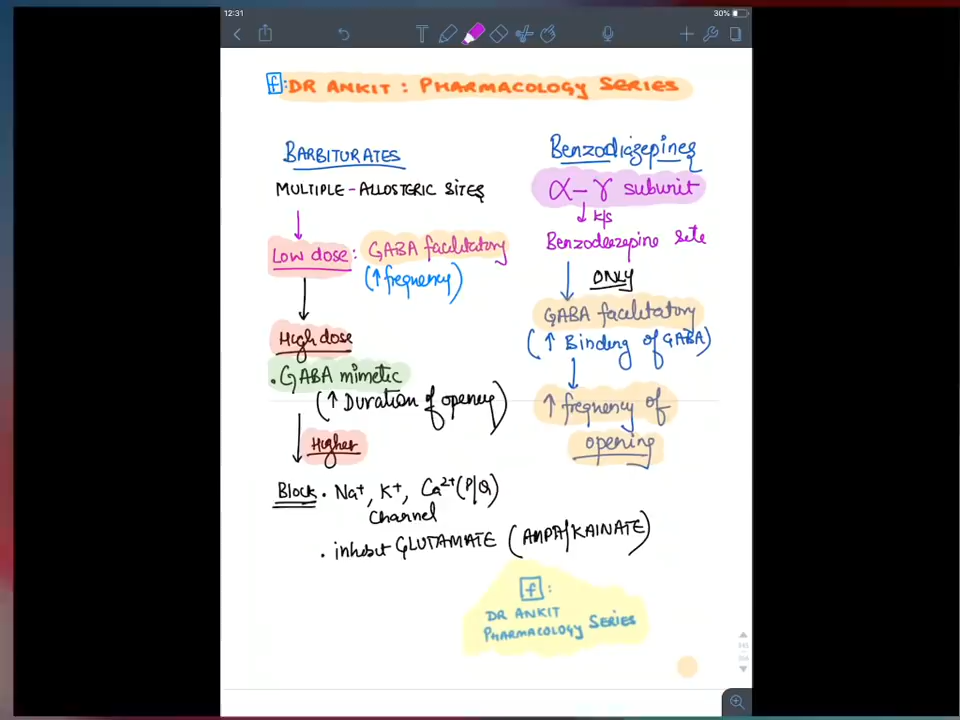 12:31
30%
f : DR ANKIT : PHARMACOLOGY SERIES
BARBITURATES
MULTIPLE - ALLOSTERIC SITES
Low dose : GABA facilitatory
(↑ frequency)
High dose
• GABA mimetic
(↑ Duration of opening)
Higher
Block • Na+, K+, Ca2+ (P/Q)
Channel
• inhibit GLUTAMATE (AMPA/KAINATE)
Benzodiazepines
α – γ subunit
K/S
Benzodiazepine site
ONLY
GABA facilitatory
(↑ Binding of GABA)
↑ frequency of
opening
f :
DR ANKIT
PHARMACOLOGY SERIES